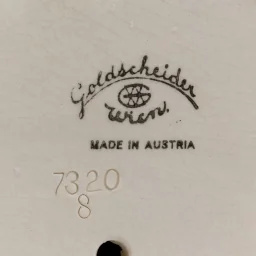 Goldscheider
Wien.
MADE IN AUSTRIA
7320
8